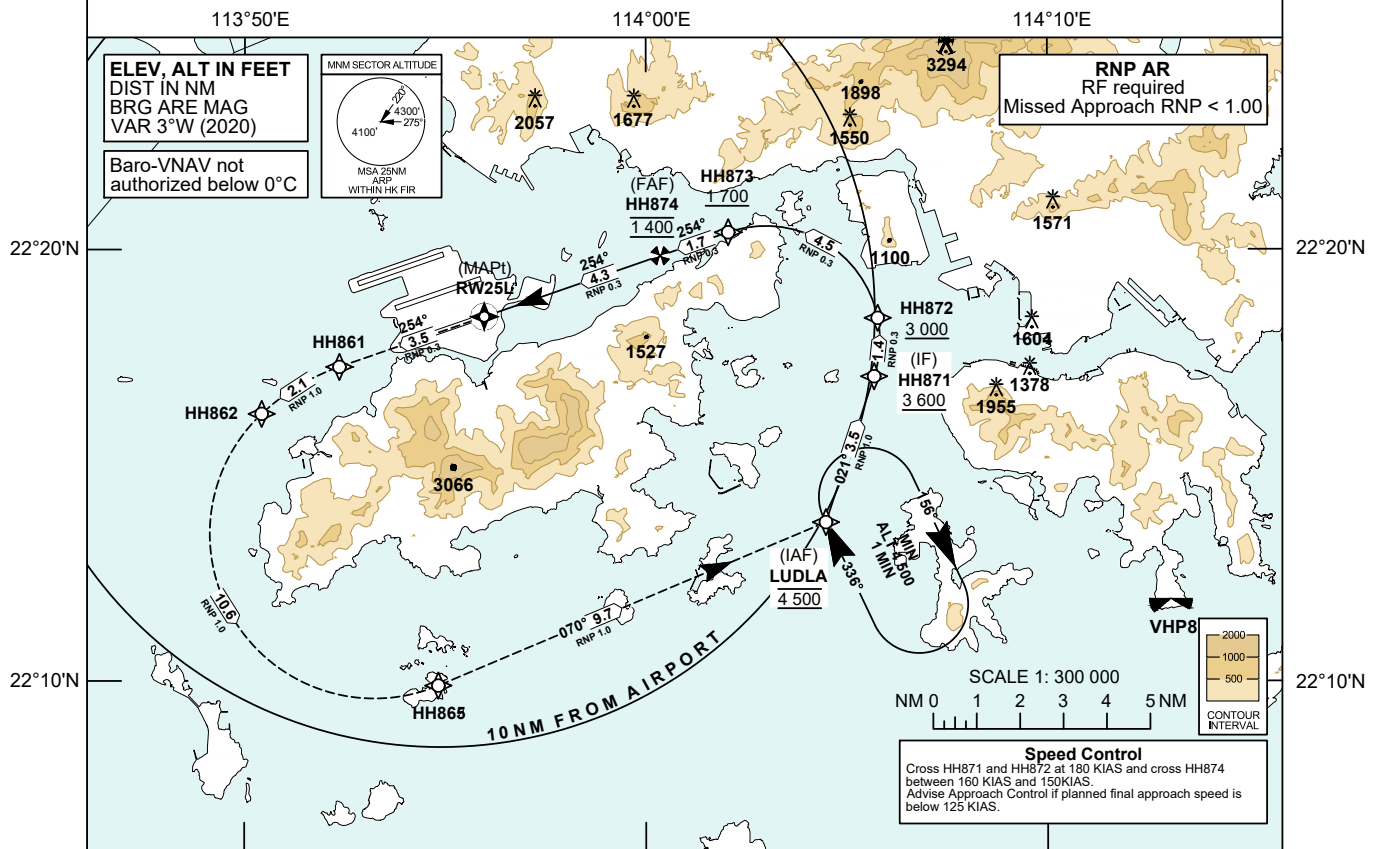 113°50'E
114°00'E
114°10'E
ELEV, ALT IN FEET
DIST IN NM
BRG ARE MAG
VAR 3°W (2020)
Baro-VNAV not
authorized below 0°C
MNM SECTOR ALTITUDE
220°
4300'
275°
4100'
MSA 25NM
ARP
WITHIN HK FIR
RNP AR
RF required
Missed Approach RNP < 1.00
3294
1898
1550
2057
1677
1571
HH873
1 700
(FAF)
HH874
1 400
254°
1.7
RNP 0.3
4.5
RNP 0.3
22°20'N
22°20'N
1100
254°
4.3
RNP 0.3
(MAPt)
RW25L
254°
3.5
RNP 0.3
HH861
HH872
3 000
1.4
RNP 0.3
(IF)
HH871
3 600
1604
1378
1955
1527
2.1
RNP 1.0
HH862
021°
3.5
RNP 1.0
3066
156°
MIN
ALT 4,500
1 MIN
336°
(IAF)
LUDLA
4 500
10.6
RNP 1.0
070°
9.7
RNP 1.0
VHP8
HH865
22°10'N
22°10'N
10NM FROM AIRPORT
SCALE 1: 300 000
NM 0 1 2 3 4 5 NM
2000
1000
500
CONTOUR
INTERVAL
Speed Control
Cross HH871 and HH872 at 180 KIAS and cross HH874
between 160 KIAS and 150KIAS.
Advise Approach Control if planned final approach speed is
below 125 KIAS.